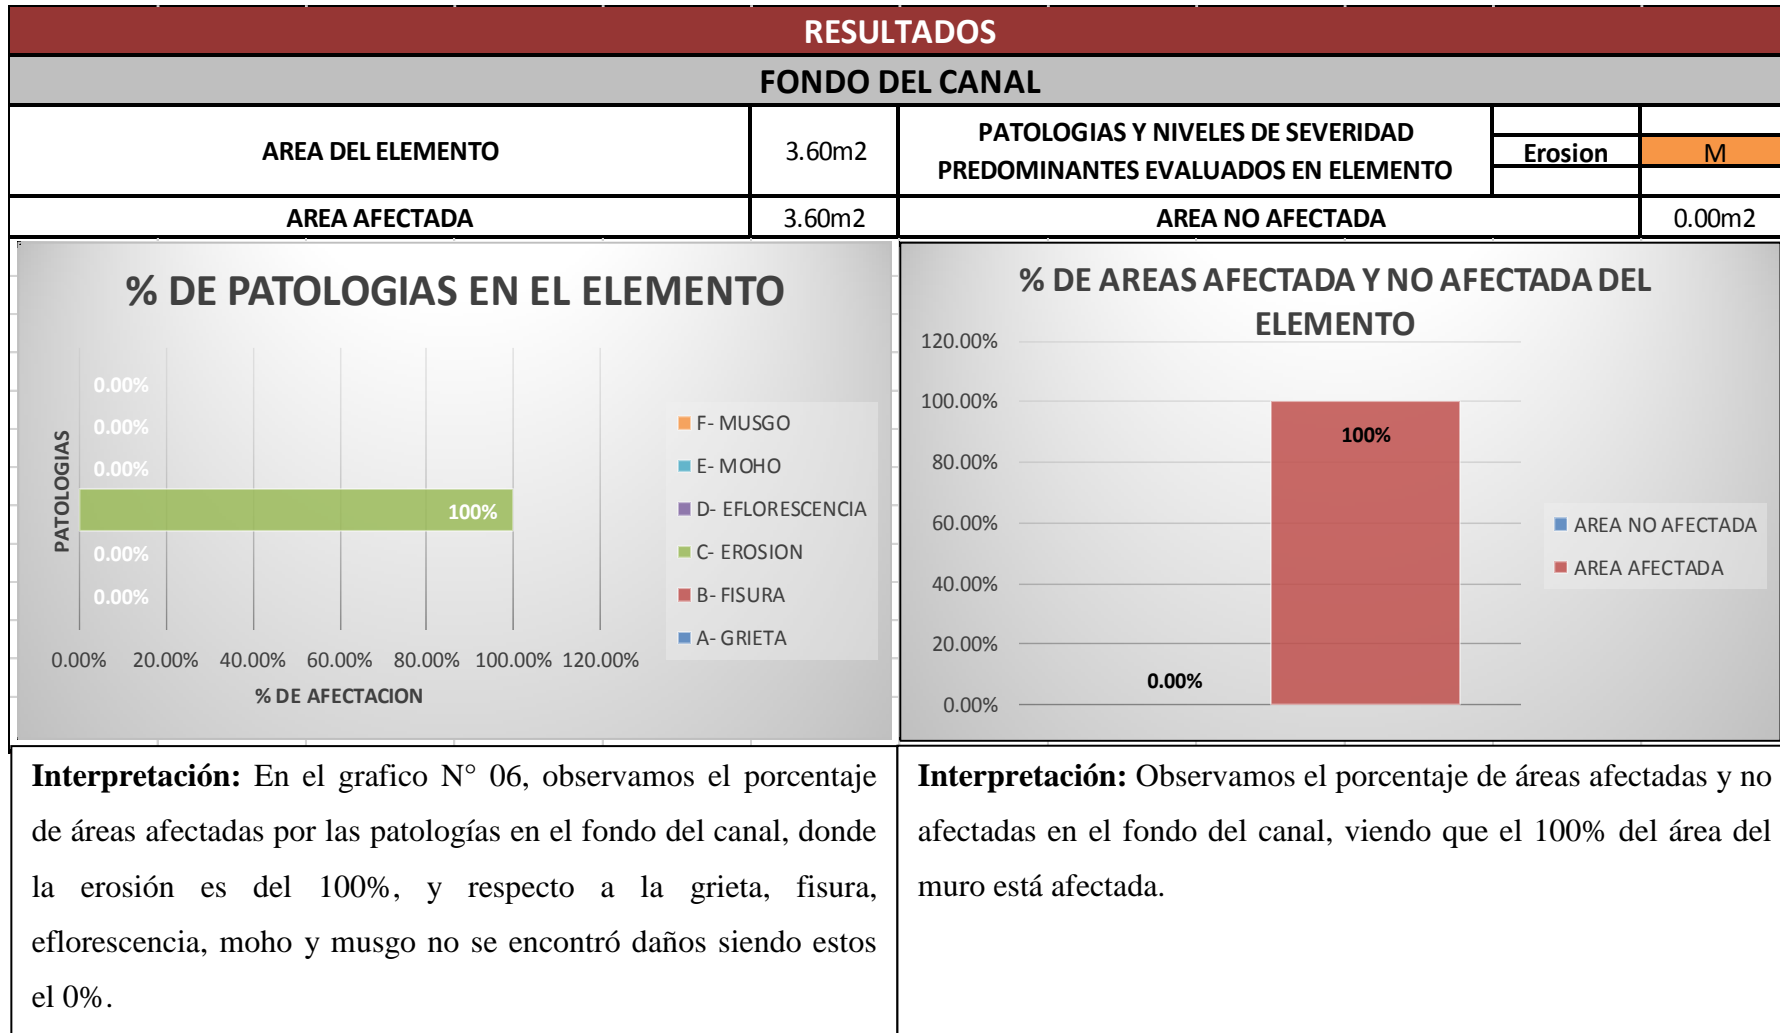 RESULTADOS
FONDO DEL CANAL
AREA DEL ELEMENTO
3.60m2
PATOLOGIAS Y NIVELES DE SEVERIDAD
PREDOMINANTES EVALUADOS EN ELEMENTO
Erosion
M
AREA AFECTADA
3.60m2
AREA NO AFECTADA
0.00m2
% DE PATOLOGIAS EN EL ELEMENTO
PATOLOGIAS
0.00%
0.00%
0.00%
100%
0.00%
0.00%
0.00% 20.00% 40.00% 60.00% 80.00% 100.00% 120.00%
% DE AFECTACION
F- MUSGO
E- MOHO
D- EFLORESCENCIA
C- EROSION
B- FISURA
A- GRIETA
% DE AREAS AFECTADA Y NO AFECTADA DEL
ELEMENTO
120.00%
100.00%
80.00%
60.00%
40.00%
20.00%
0.00%
100%
0.00%
AREA NO AFECTADA
AREA AFECTADA
Interpretación: En el grafico N° 06, observamos el porcentaje
de áreas afectadas por las patologías en el fondo del canal, donde
la erosión es del 100%, y respecto a la grieta, fisura,
eflorescencia, moho y musgo no se encontró daños siendo estos
el 0%.
Interpretación: Observamos el porcentaje de áreas afectadas y no
afectadas en el fondo del canal, viendo que el 100% del área del
muro está afectada.